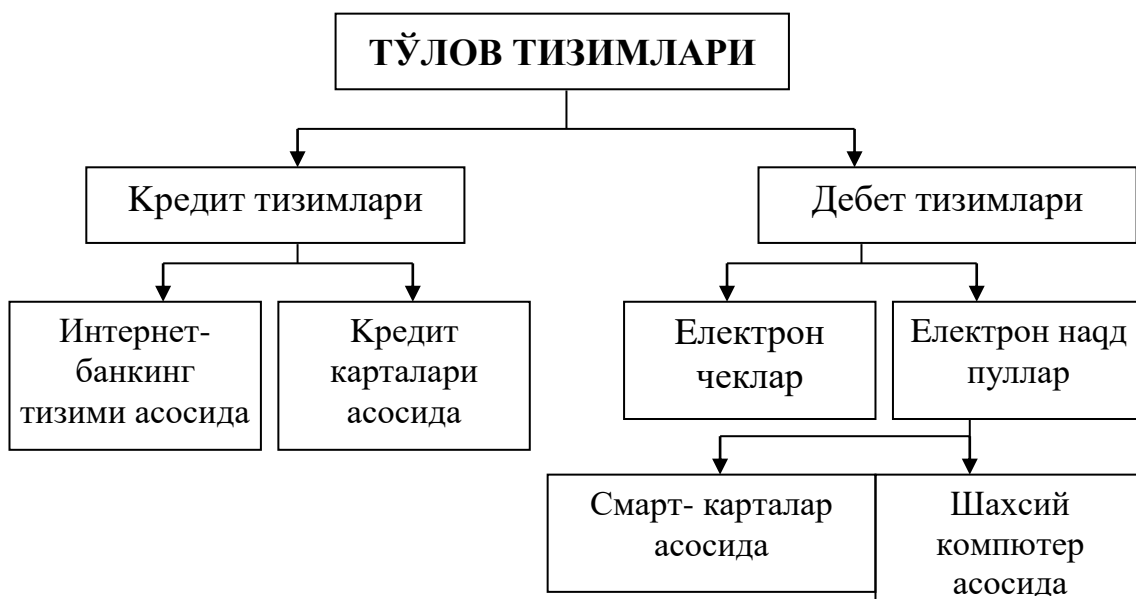 ТЎЛОВ ТИЗИМЛАРИ
Кредит тизимлари
Дебет тизимлари
Интернет-
банкинг
тизими асосида
Кредит
карталари
асосида
Електрон
чеклар
Електрон наqд
пуллар
Смарт- карталар
асосида
Шахсий
компютер
асосида